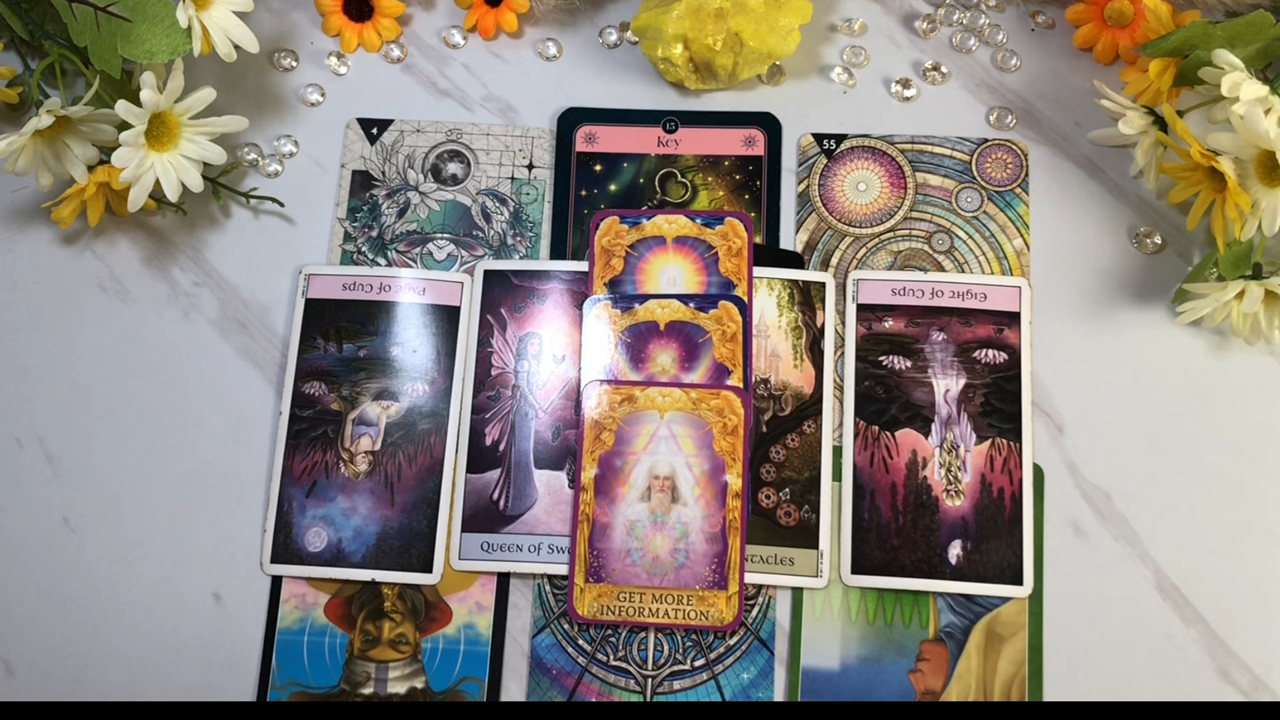 4
15
Key
55
Page of Cups
Eight of Cups
Queen of Sw
ntacles
GET MORE
INFORMATION